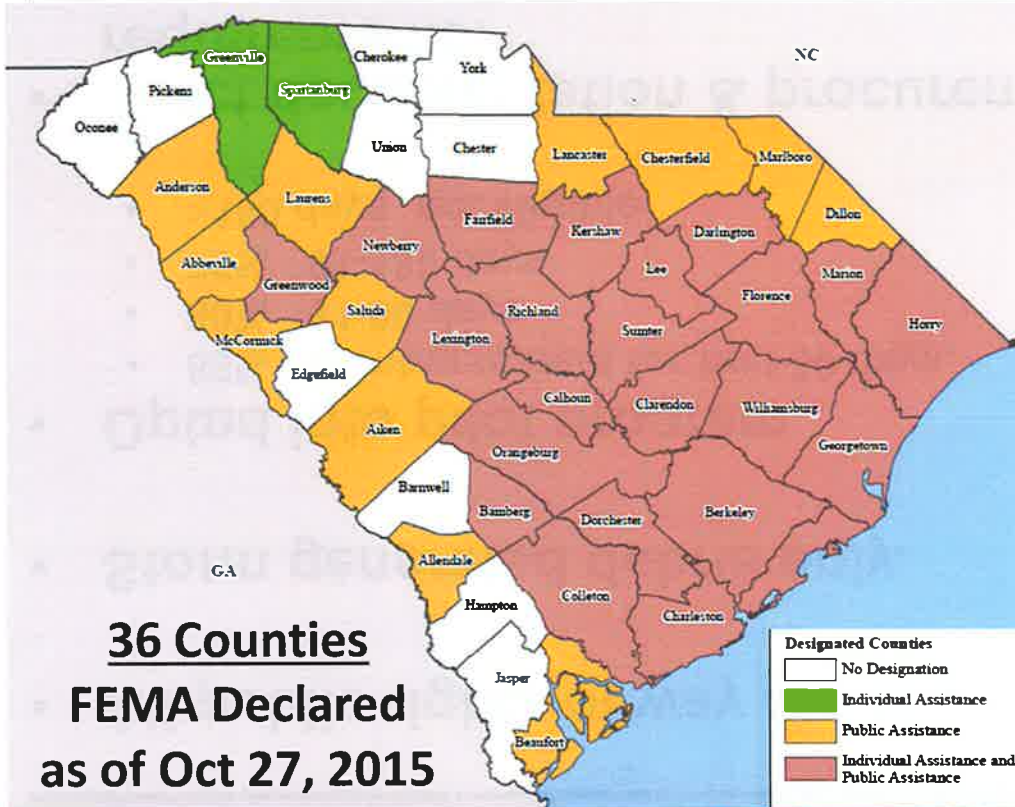 NC
Greenville
Spartanburg
Cherokee
York
Pickens
Oconee
Union
Chester
Lancaster
Chesterfield
Marlboro
Anderson
Laurens
Dillon
Fairfield
Kershaw
Darlington
Newberry
Abbeville
Greenwood
Lee
Marion
Florence
Saluda
Richland
Horry
McCormick
Lexington
Sumter
Edgefield
Calhoun
Clarendon
Williamsburg
Aiken
Georgetown
Orangeburg
Barnwell
Bamberg
Dorchester
Berkeley
Allendale
GA
Colleton
Hampton
Charleston
Jasper
Beaufort
36 Counties
FEMA Declared
as of Oct 27, 2015
Designated Counties
No Designation
Individual Assistance
Public Assistance
Individual Assistance and
Public Assistance